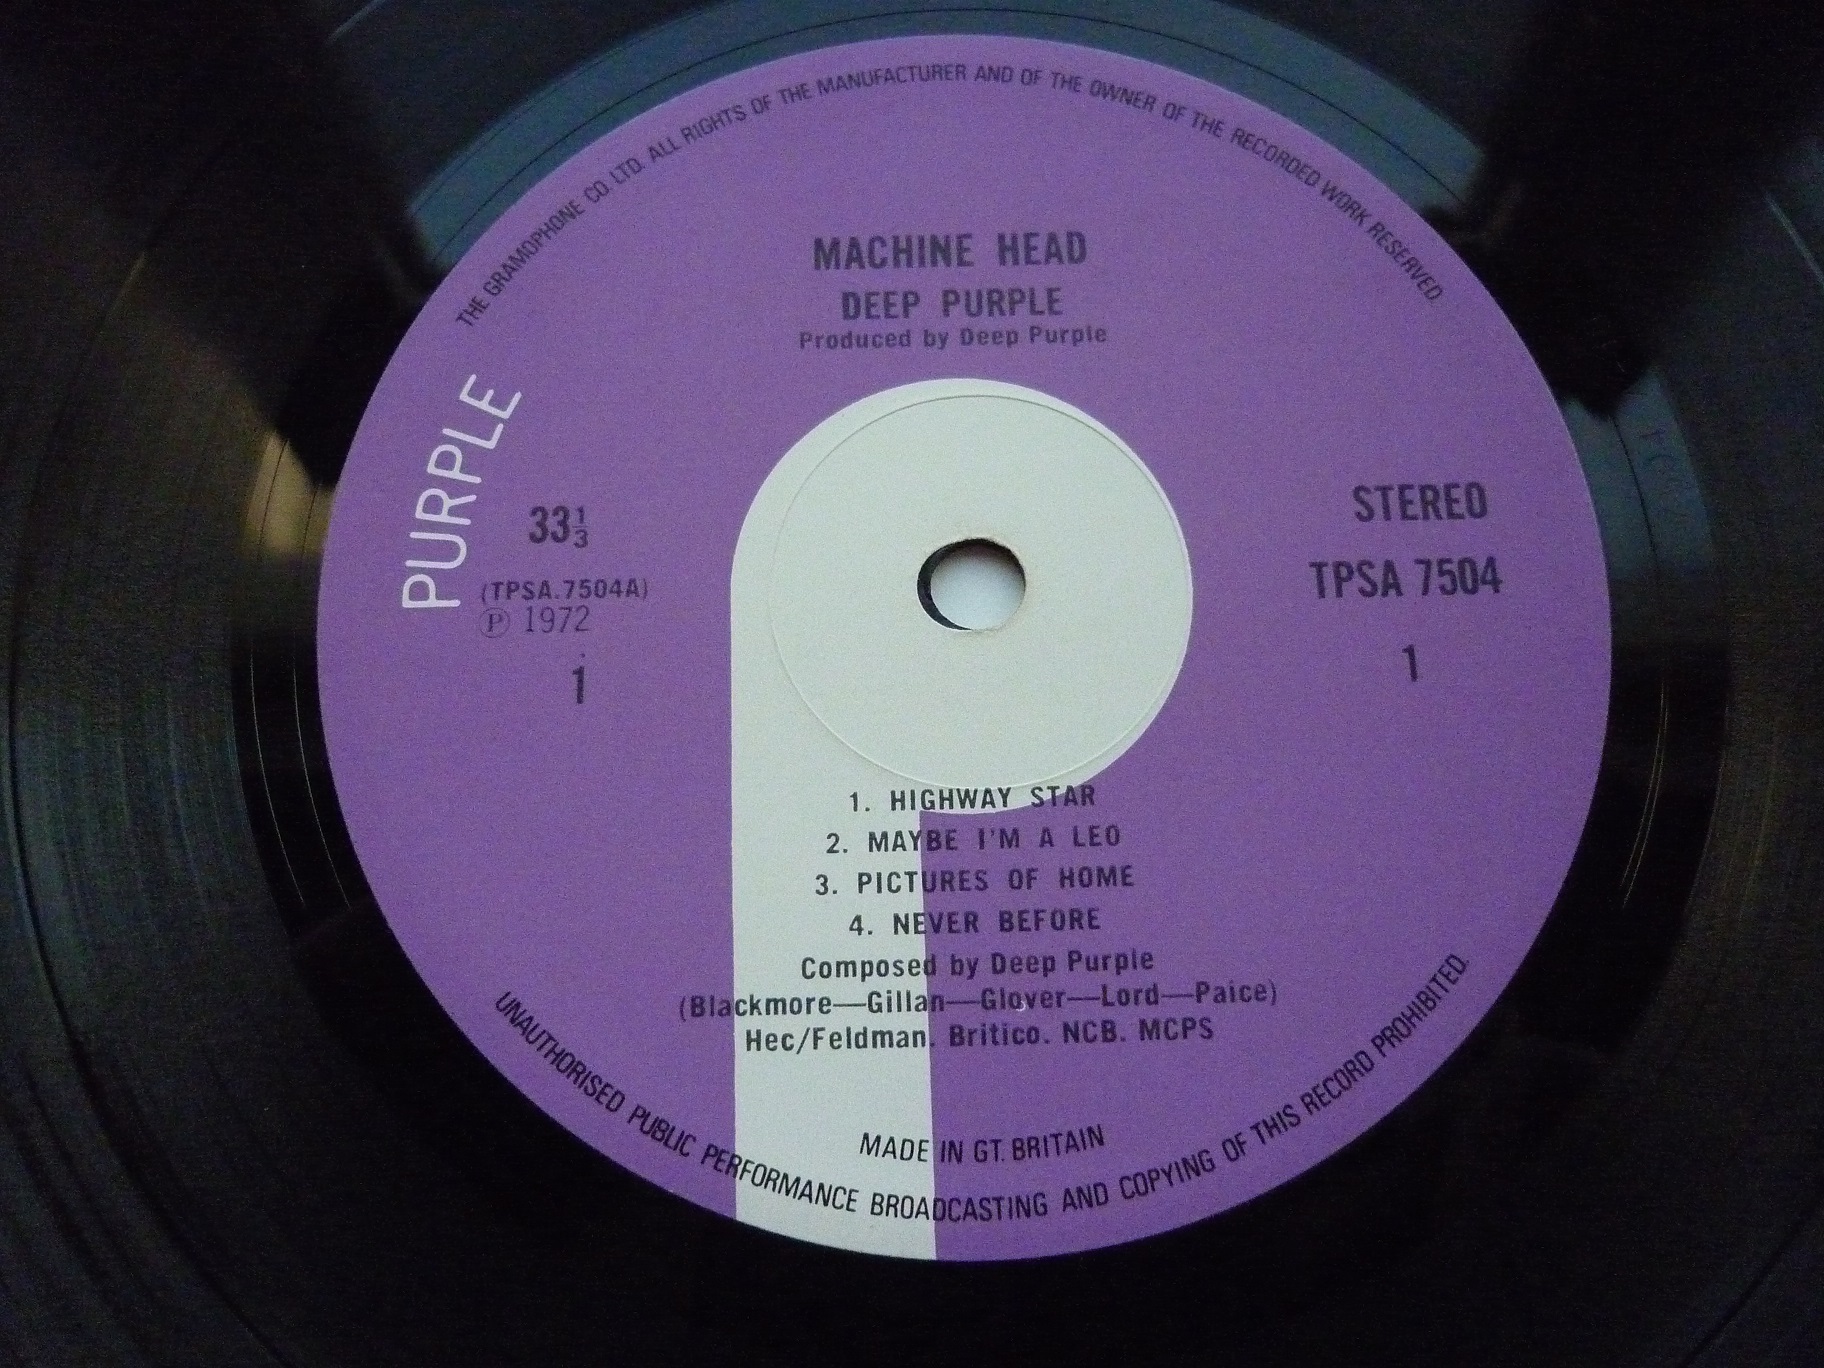 THE GRAMOPHONE CO. LTD. ALL RIGHTS OF THE MANUFACTURER AND OF THE OWNER OF THE RECORDED WORK RESERVED.
MACHINE HEAD
DEEP PURPLE
Produced by Deep Purple
PURPLE
33⅓
(TPSA.7504A)
Ⓟ 1972
1
STEREO
TPSA 7504
1
1. HIGHWAY STAR
2. MAYBE I'M A LEO
3. PICTURES OF HOME
4. NEVER BEFORE
Composed by Deep Purple
(Blackmore—Gillan—Glover—Lord—Paice)
Hec/Feldman. Britico. NCB. MCPS
MADE IN GT. BRITAIN
UNAUTHORISED PUBLIC PERFORMANCE BROADCASTING AND COPYING OF THIS RECORD PROHIBITED.